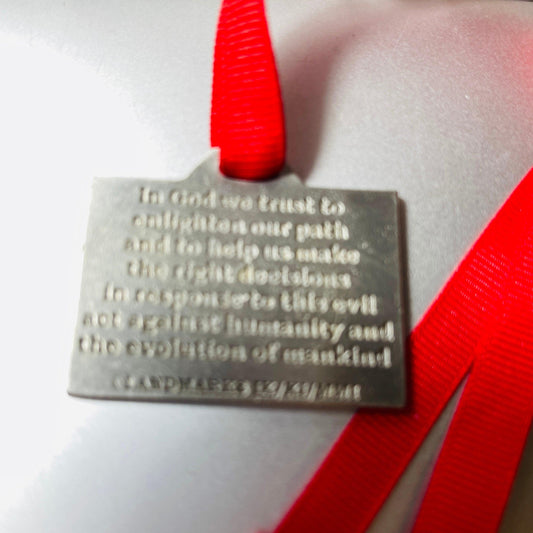 In God we trust to
enlighten our path
and to help us make
the right decisions
in response to this evil
act against humanity and
the evolution of mankind
©LANDMARKS